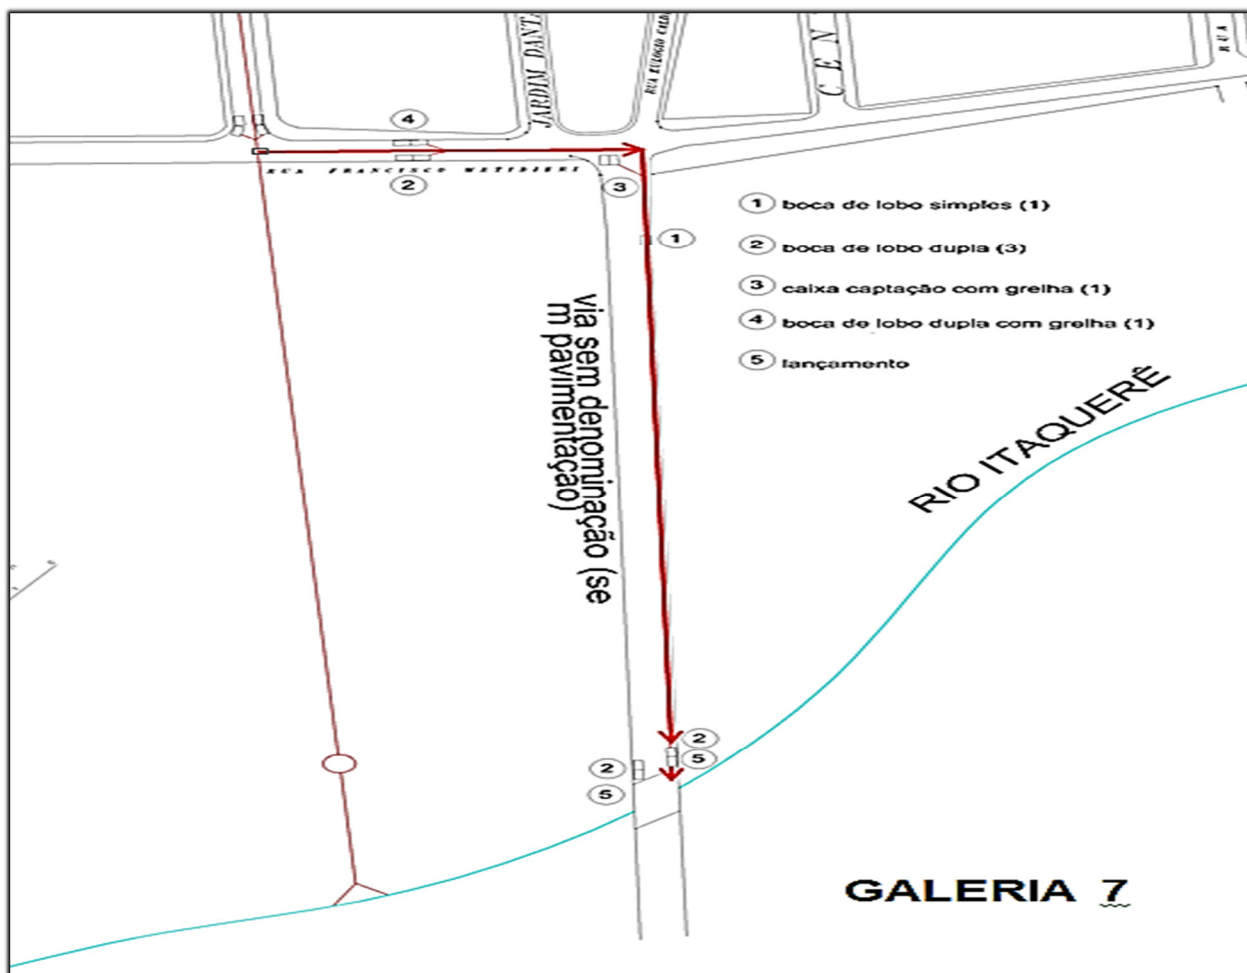 JARDIM DANTA
RUA EULOGIO CALD
CEN
RUA
4
RUA FRANCISCO METIDIERI
2
3
1
1 boca de lobo simples (1)
2 boca de lobo dupla (3)
3 caixa captação com grelha (1)
4 boca de lobo dupla com grelha (1)
5 lançamento
via sem denominação (se
m pavimentação)
RIO ITAQUERÊ
2
5
2
5
GALERIA 7